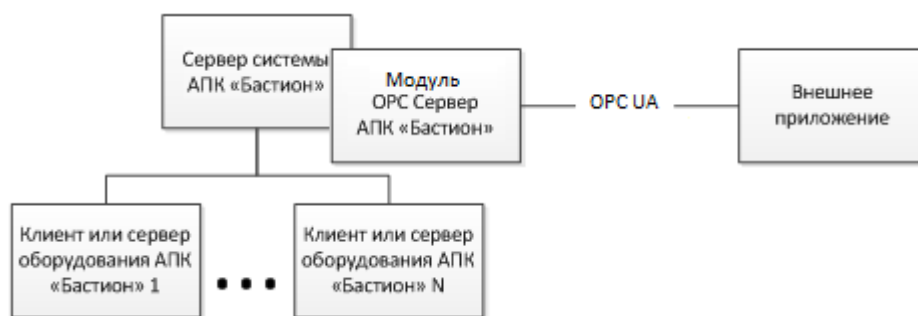 Сервер системы
АПК «Бастион»
Модуль
OPC Сервер
АПК «Бастион»
OPC UA
Внешнее
приложение
Клиент или сервер
оборудования АПК
«Бастион» 1
Клиент или сервер
оборудования АПК
«Бастион» N